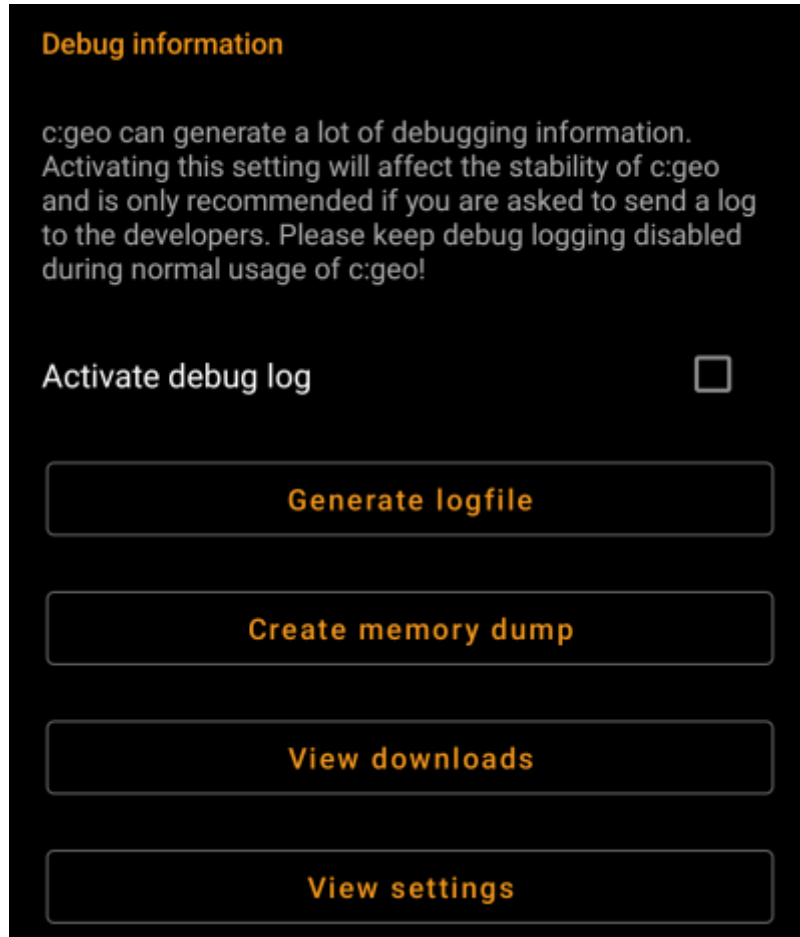 Debug information
c:geo can generate a lot of debugging information.
Activating this setting will affect the stability of c:geo
and is only recommended if you are asked to send a log
to the developers. Please keep debug logging disabled
during normal usage of c:geo!
Activate debug log
Generate logfile
Create memory dump
View downloads
View settings